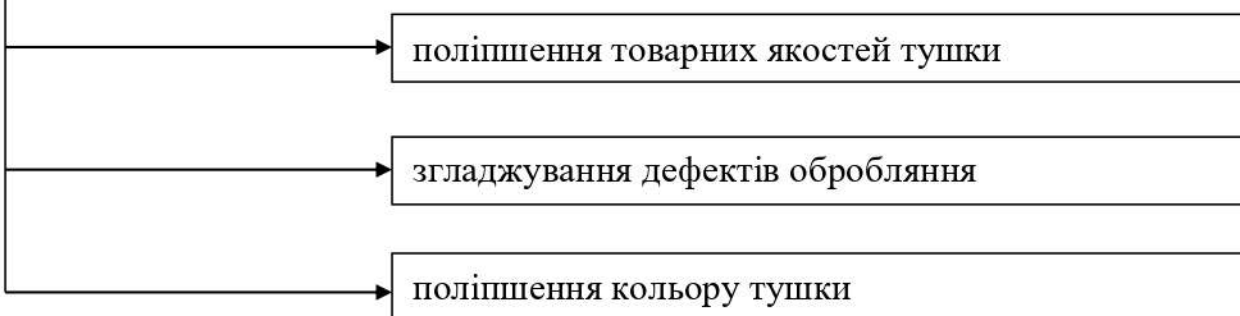 поліпшення товарних якостей тушки
згладжування дефектів обробляння
поліпшення кольору тушки